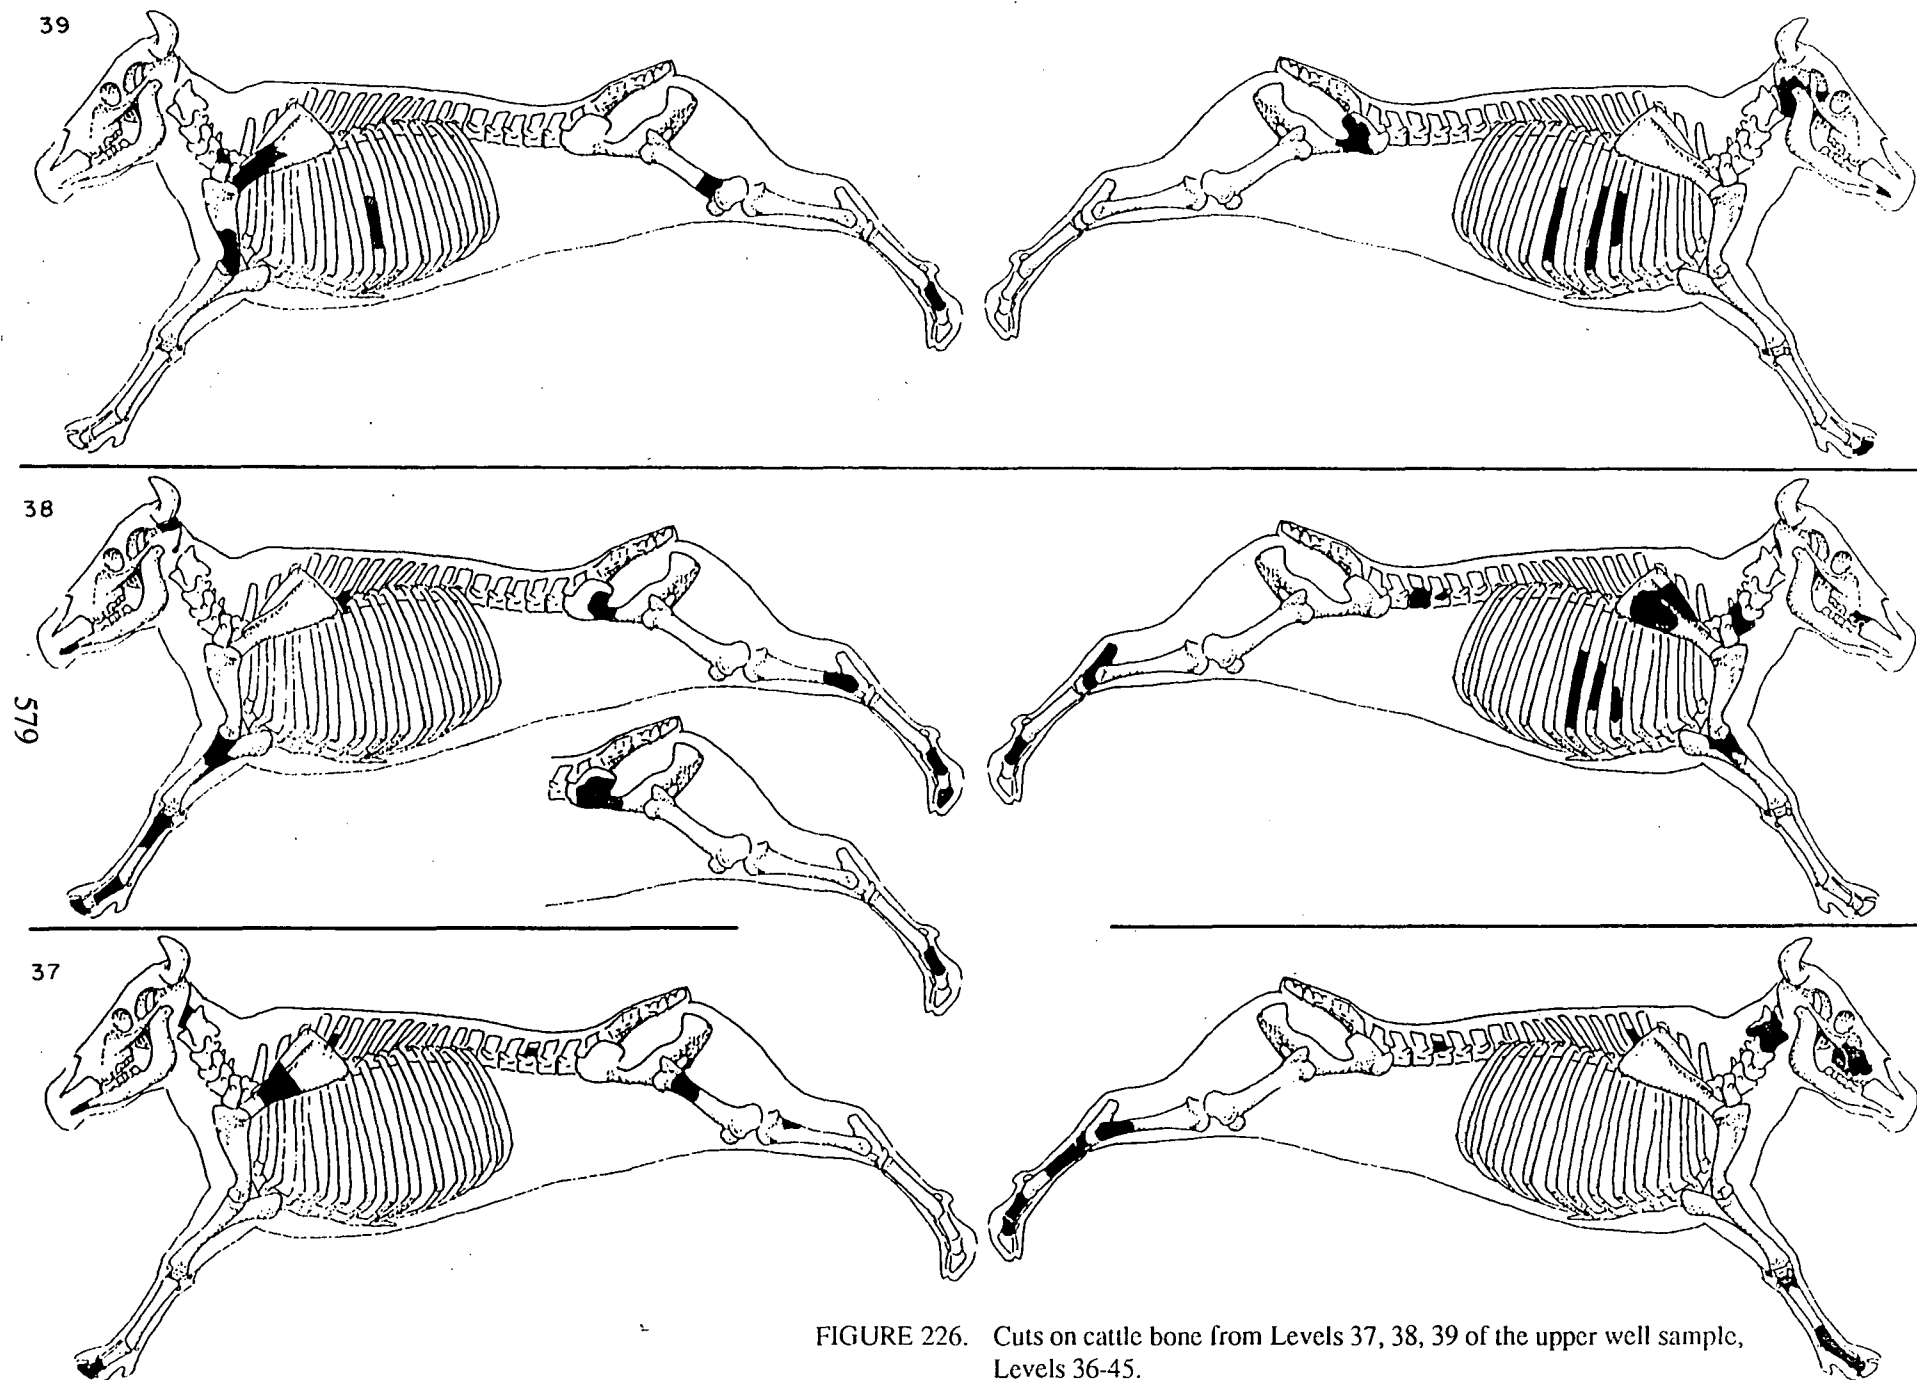 39
38
579
37
FIGURE 226. Cuts on cattle bone from Levels 37, 38, 39 of the upper well sample,
Levels 36-45.